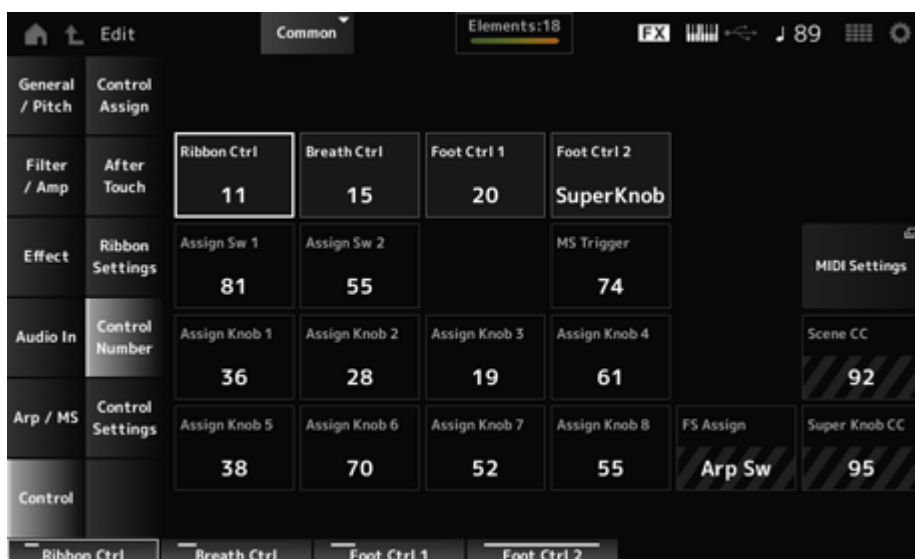 Edit
Common
Elements:18
FX
89
General / Pitch
Control Assign
Filter / Amp
After Touch
Effect
Ribbon Settings
Audio In
Control Number
Arp / MS
Control Settings
Control
Ribbon Ctrl
11
Breath Ctrl
15
Foot Ctrl 1
20
Foot Ctrl 2
SuperKnob
Assign Sw 1
81
Assign Sw 2
55
MS Trigger
74
MIDI Settings
Assign Knob 1
36
Assign Knob 2
28
Assign Knob 3
19
Assign Knob 4
61
Scene CC
92
Assign Knob 5
38
Assign Knob 6
70
Assign Knob 7
52
Assign Knob 8
55
FS Assign
Arp Sw
Super Knob CC
95
Ribbon Ctrl
Breath Ctrl
Foot Ctrl 1
Foot Ctrl 2